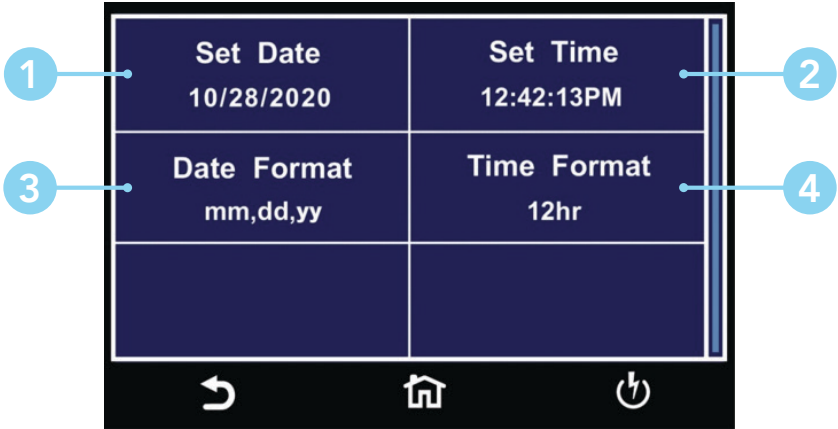 1
Set Date
10/28/2020
Set Time
12:42:13PM
2
3
Date Format
mm,dd,yy
Time Format
12hr
4